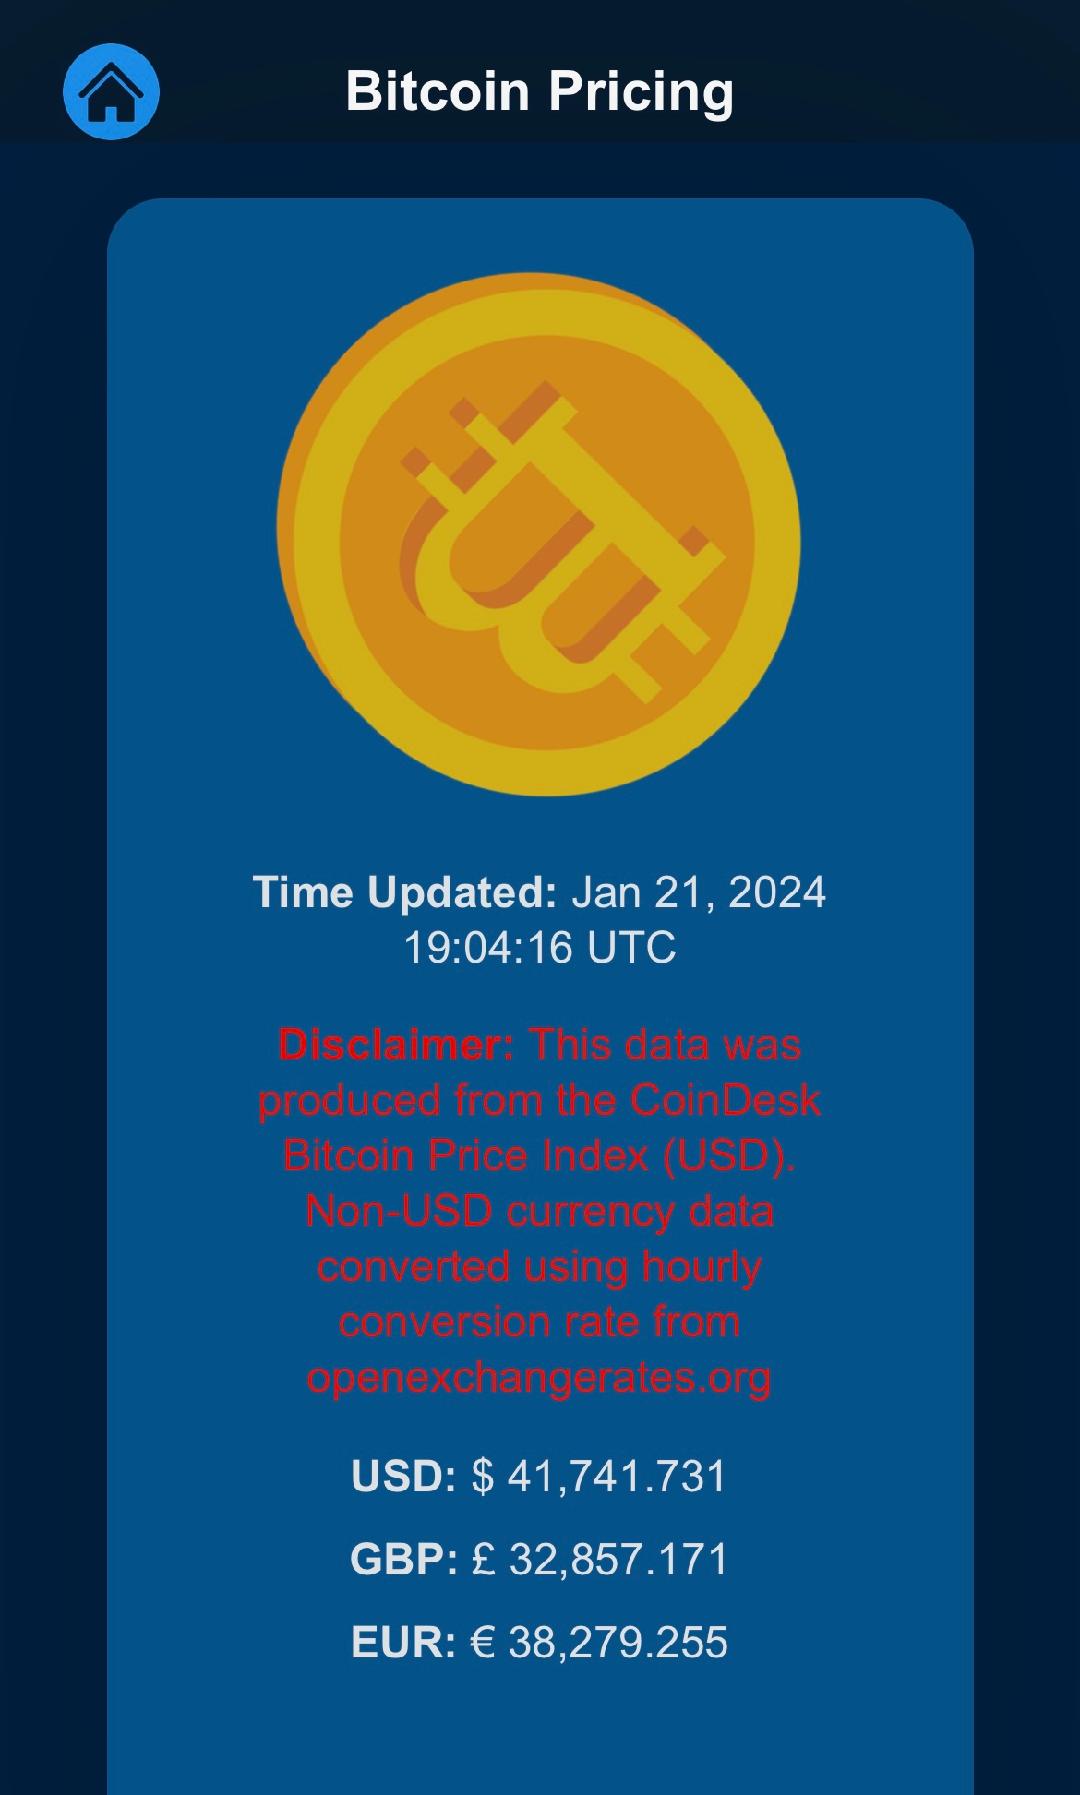 Bitcoin Pricing
Time Updated: Jan 21, 2024
19:04:16 UTC
Disclaimer: This data was
produced from the CoinDesk
Bitcoin Price Index (USD).
Non-USD currency data
converted using hourly
conversion rate from
openexchangerates.org
USD: $ 41,741.731
GBP: £ 32,857.171
EUR: € 38,279.255